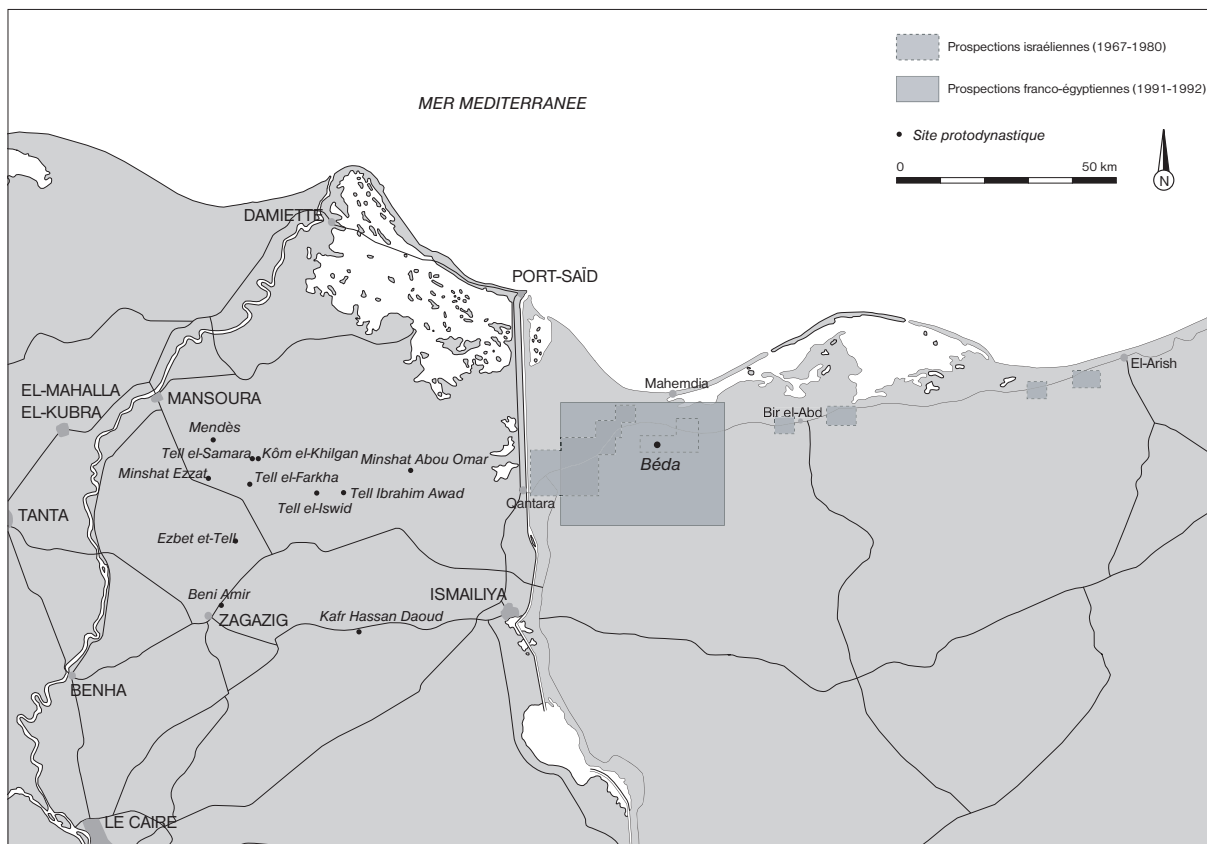 Prospections israéliennes (1967-1980)
Prospections franco-égyptiennes (1991-1992)
MER MEDITERRANEE
Site protodynastique
0 50 km
N
DAMIETTE
PORT-SAÏD
El-Arish
Mahemdia
EL-MAHALLA
EL-KUBRA
MANSOURA
Bir el-Abd
Mendès
Béda
Tell el-Samara
Kôm el-Khilgan
Minshat Abou Omar
Minshat Ezzat
Tell el-Farkha
Tell Ibrahim Awad
Qantara
Tell el-Iswid
TANTA
Ezbet et-Tell
Beni Amir
ISMAILIYA
ZAGAZIG
Kafr Hassan Daoud
BENHA
LE CAIRE